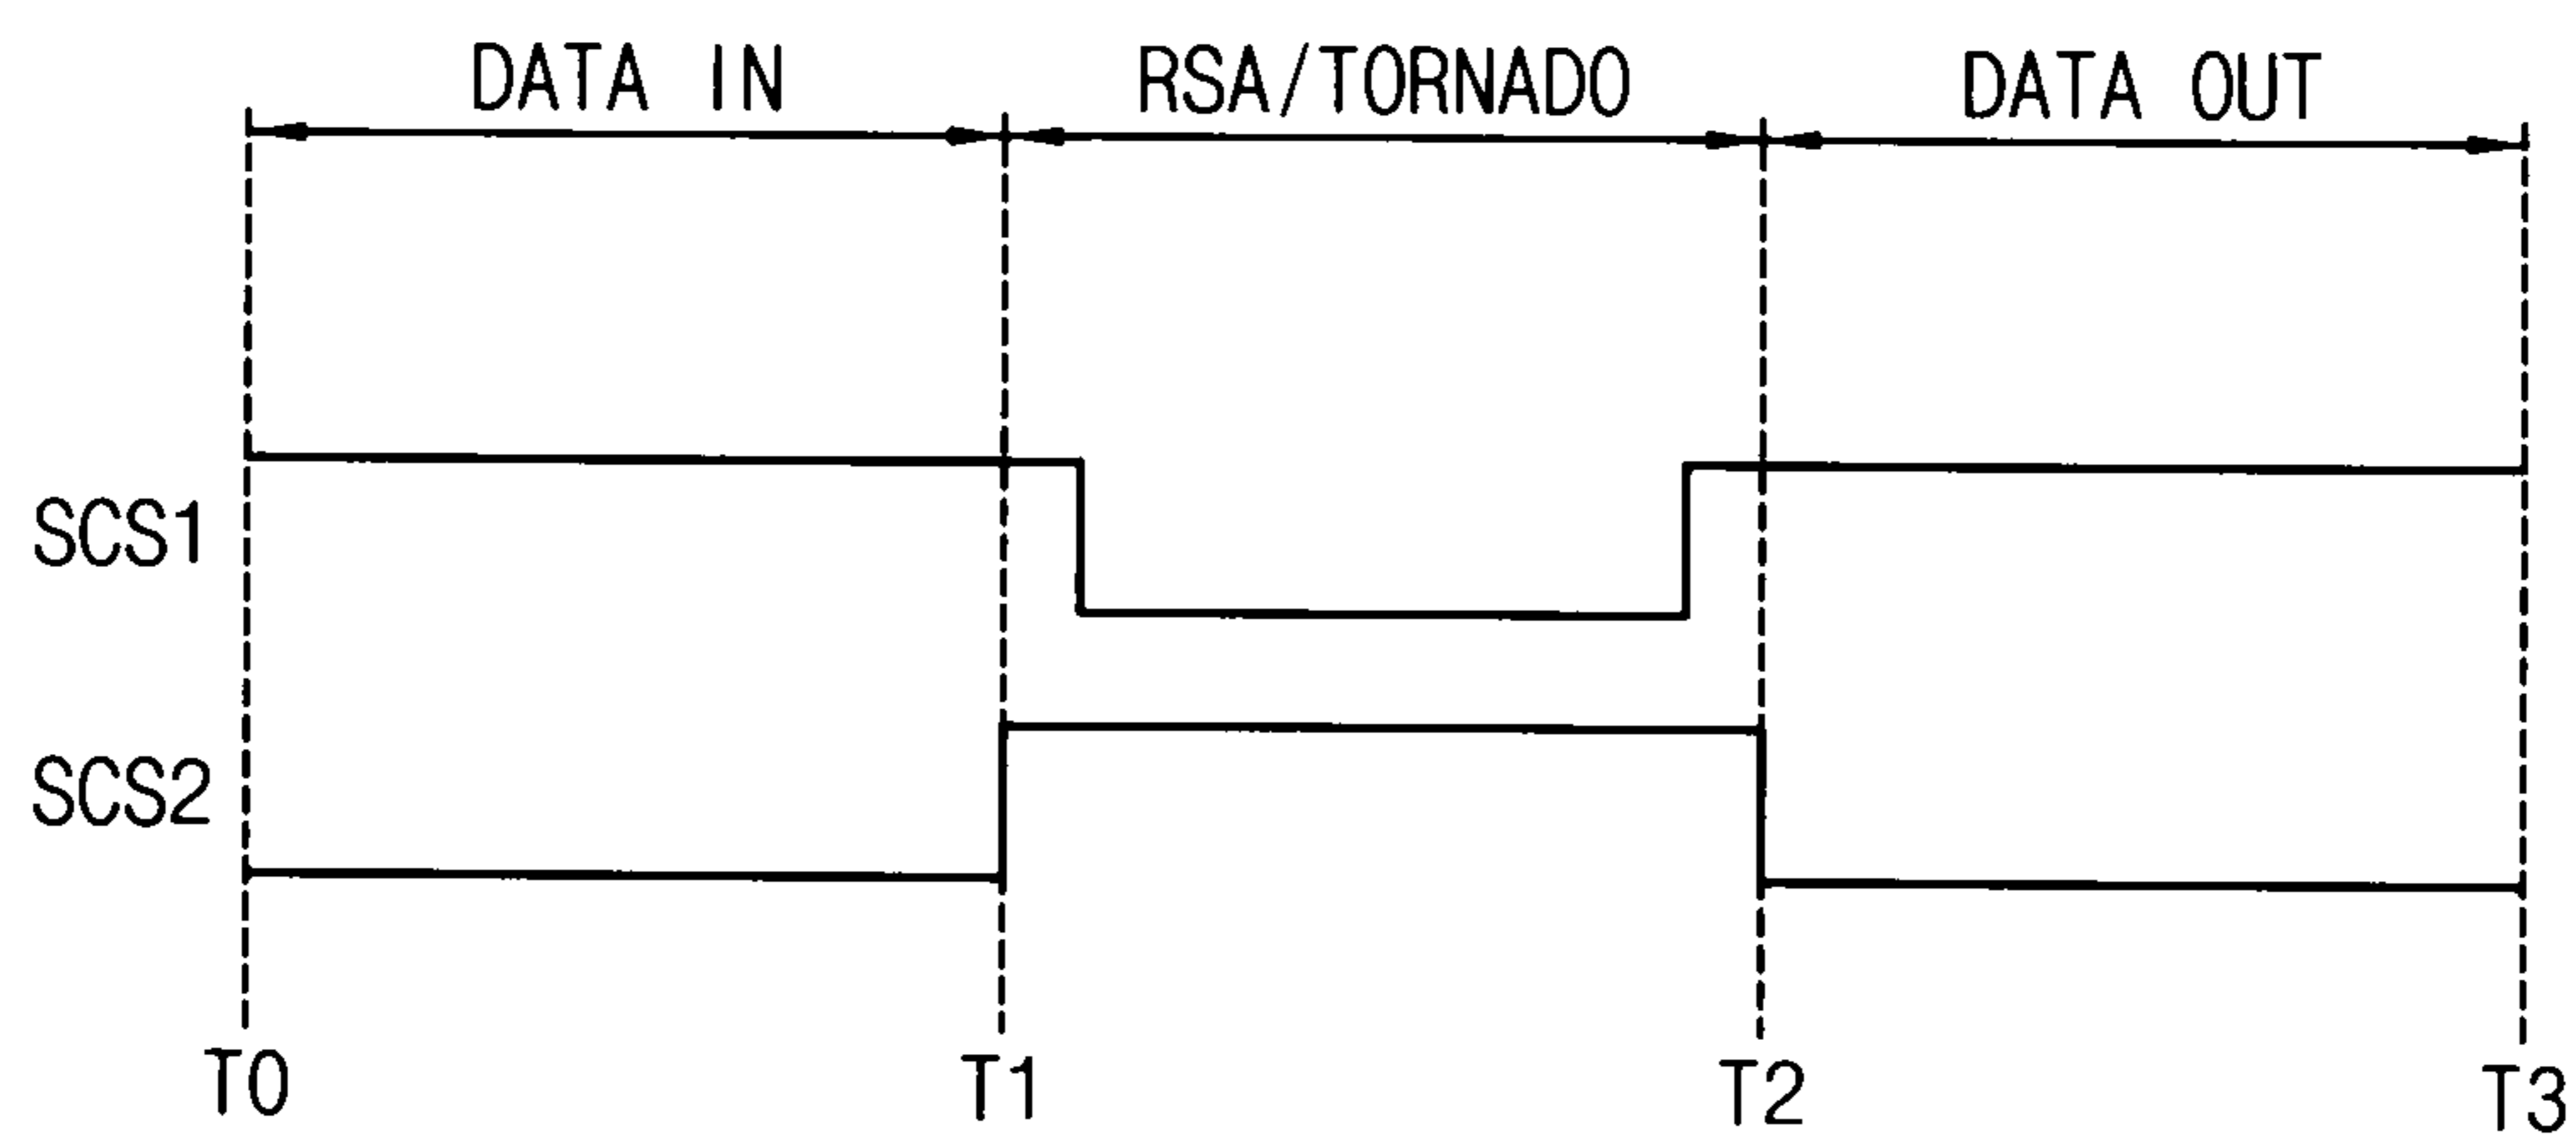 DATA IN
RSA/TORNADO
DATA OUT
SCS1
SCS2
T0
T1
T2
T3